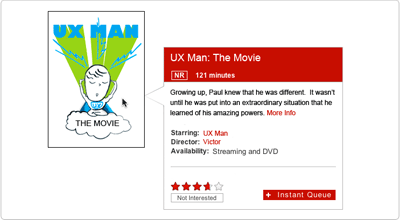 UX MAN
THE MOVIE
UX Man: The Movie
NR 121 minutes
Growing up, Paul knew that he was different. It wasn't
until he was put into an extraordinary situation that he
learned of his amazing powers. More Info
Starring: UX Man
Director: Victor
Availability: Streaming and DVD
Not Interested
+ Instant Queue